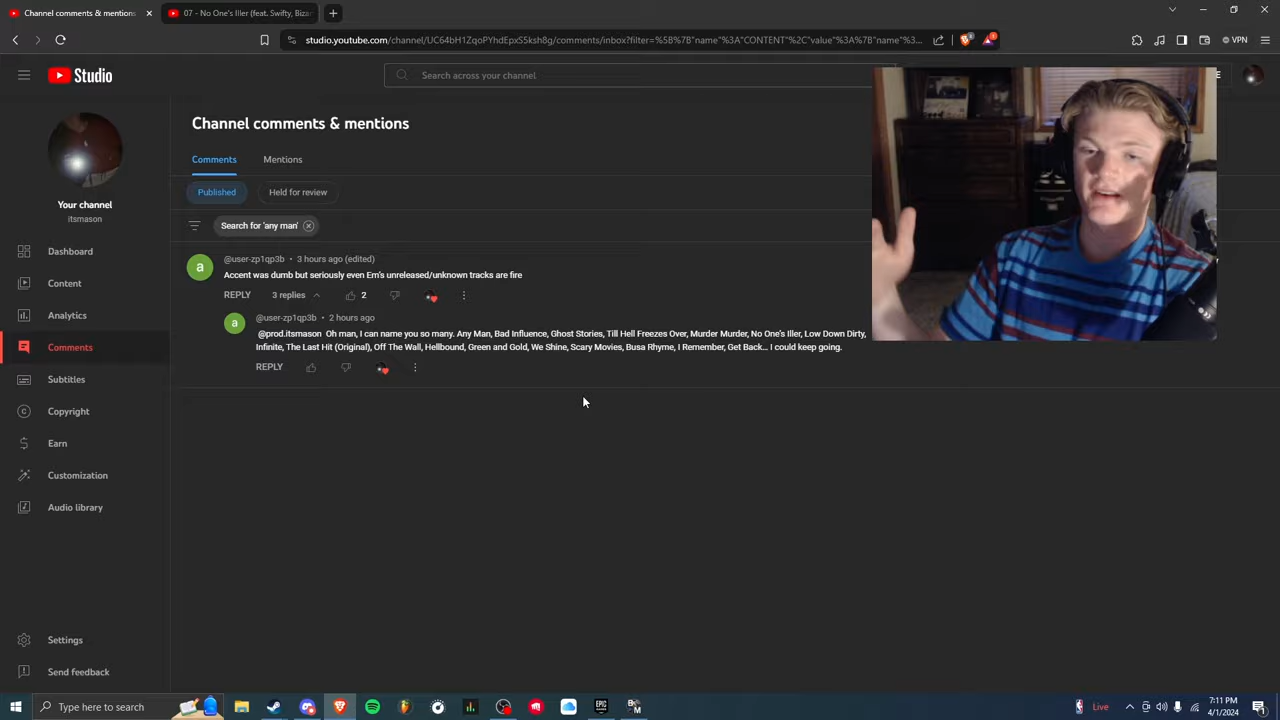 Channel comments & mentions
07 - No One's Iller (feat. Swifty, Biza
studio.youtube.com/channel/UC64bH1ZqoPYhdEpxS5ksh8g/comments/inbox?filter=%5B%7B"name"%3A"CONTENT"%2C"value"%3A%7B"name"%3...
VPN
Studio
Search across your channel
Channel comments & mentions
Comments
Mentions
Your channel
itsmason
Published
Held for review
Search for 'any man'
Dashboard
Content
Analytics
Comments
Subtitles
Copyright
Earn
Customization
Audio library
Settings
Send feedback
a
@user-zp1qp3b • 3 hours ago (edited)
Accent was dumb but seriously even Em's unreleased/unknown tracks are fire
REPLY 3 replies 2
a
@user-zp1qp3b • 2 hours ago
@prod.itsmason Oh man, I can name you so many. Any Man, Bad Influence, Ghost Stories, Till Hell Freezes Over, Murder Murder, No One's Iller, Low Down Dirty,
Infinite, The Last Hit (Original), Off The Wall, Hellbound, Green and Gold, We Shine, Scary Movies, Busa Rhyme, I Remember, Get Back... I could keep going.
REPLY
Type here to search
Live
7:11 PM
4/1/2024